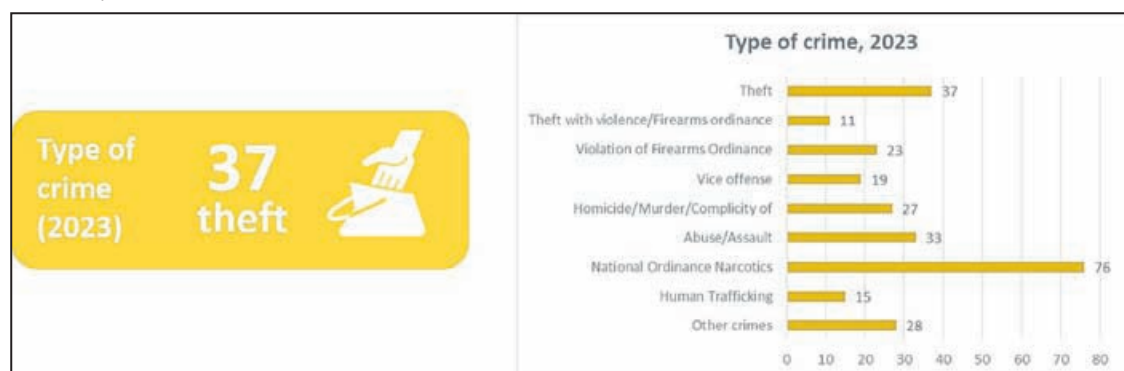 Type of
crime
(2023)
37
theft
Type of crime, 2023
Theft 37
Theft with violence/Firearms ordinance 11
Violation of Firearms Ordinance 23
Vice offense 19
Homicide/Murder/Complicity of 27
Abuse/Assault 33
National Ordinance Narcotics 76
Human Trafficking 15
Other crimes 28
0 10 20 30 40 50 60 70 80